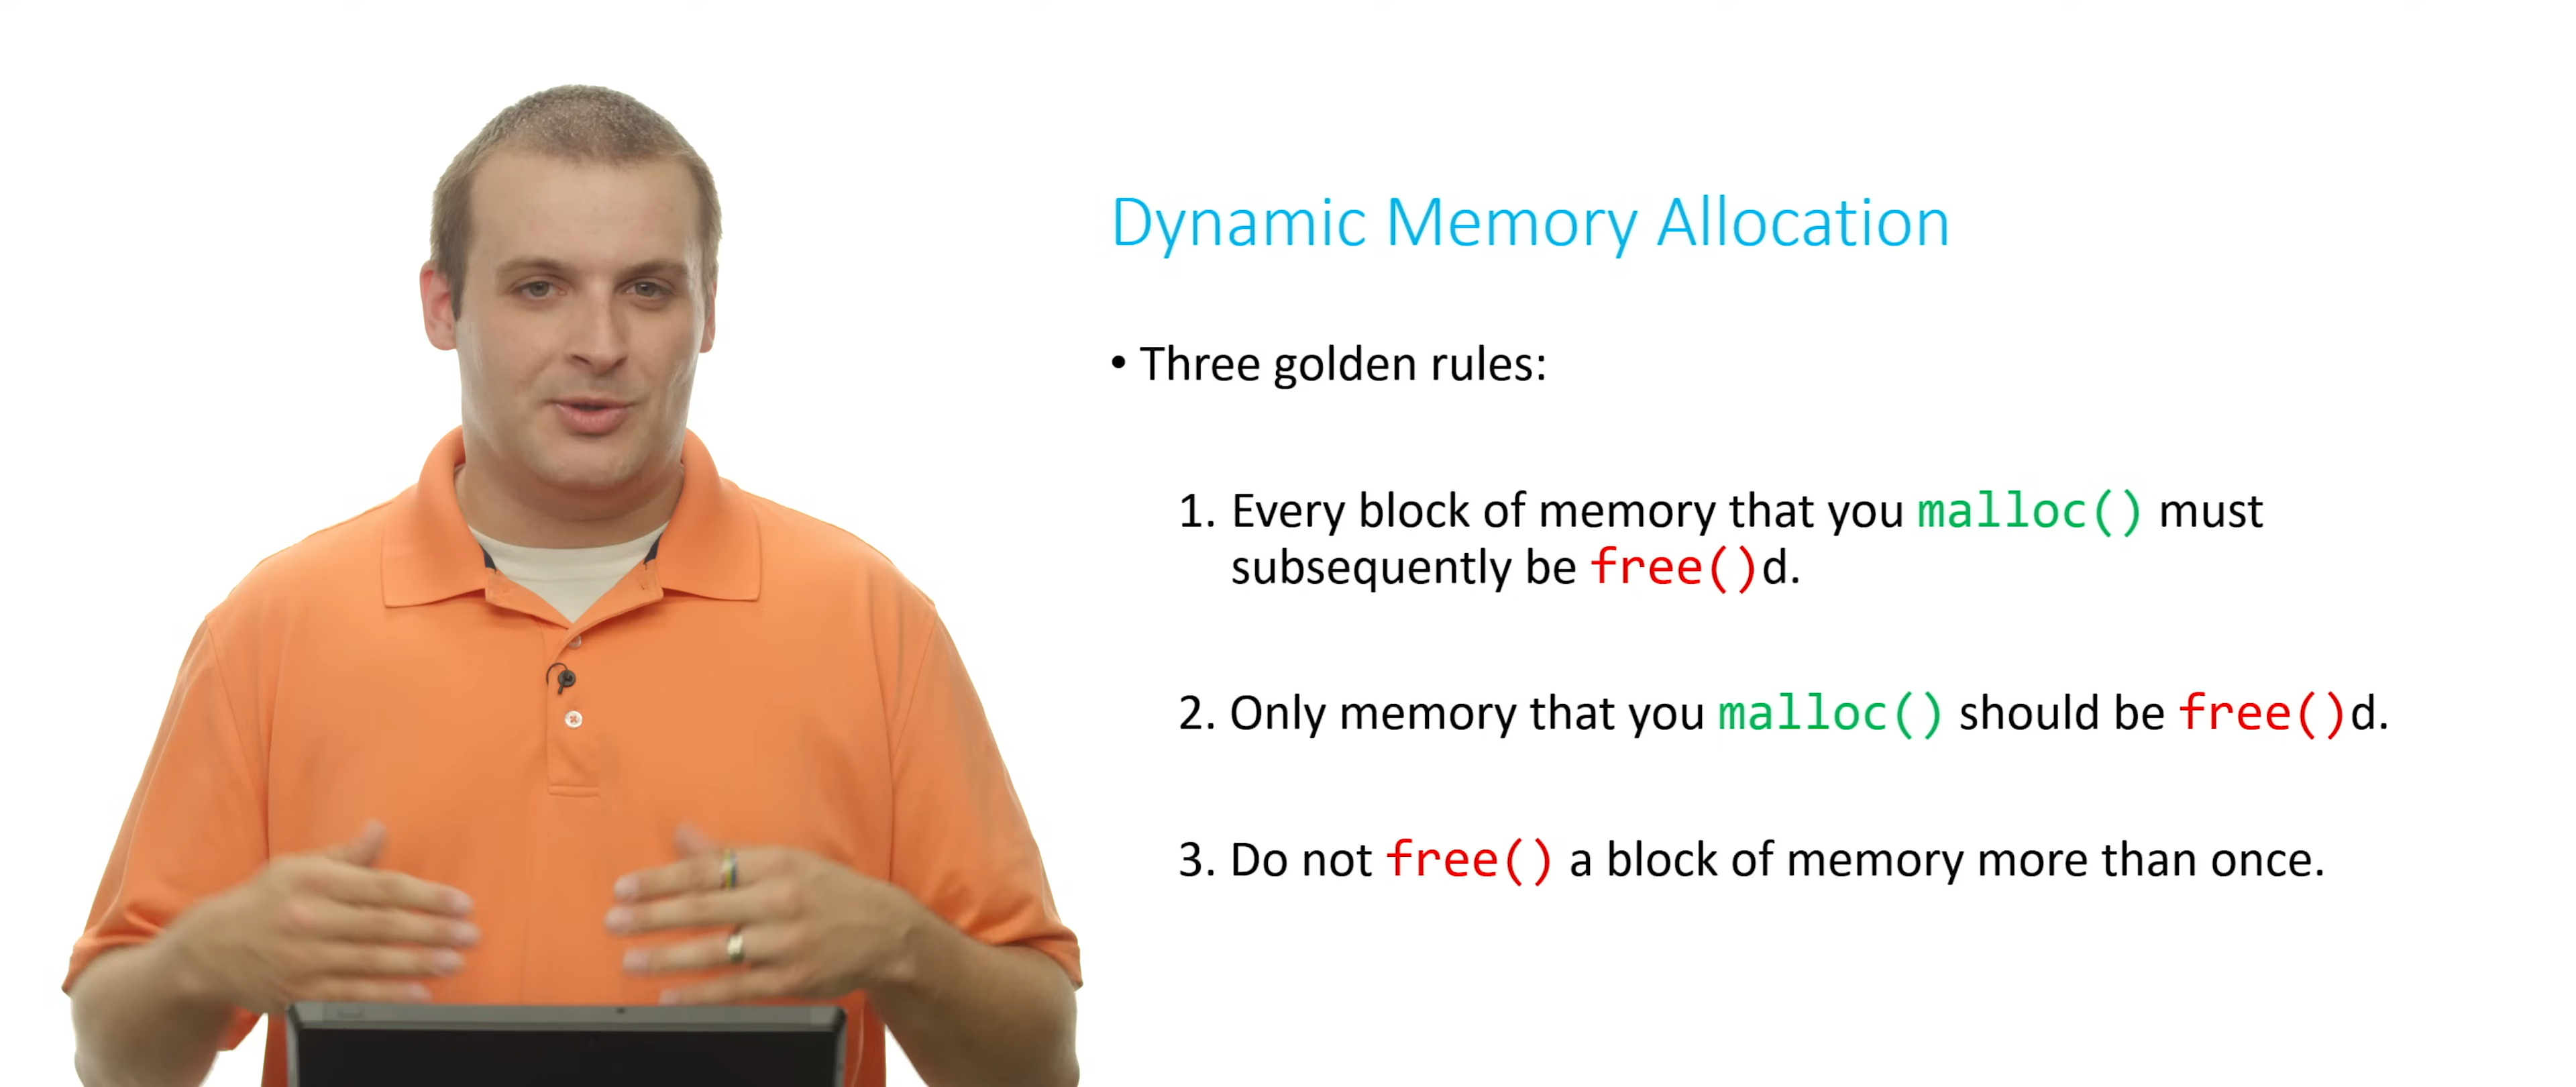 Dynamic Memory Allocation
• Three golden rules:
1. Every block of memory that you malloc() must
subsequently be free()d.
2. Only memory that you malloc() should be free()d.
3. Do not free() a block of memory more than once.